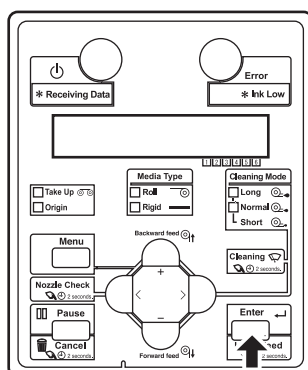 Error
* Receiving Data
* Ink Low
1 2 3 4 5 6
Media Type
Roll
Rigid
Cleaning Mode
Long
Normal
Short
Take Up
Origin
Menu
Backward feed
+
< >
−
Forward feed
Cleaning
2 seconds.
Nozzle Check
2 seconds.
Pause
Cancel
2 seconds.
Enter
2 seconds.